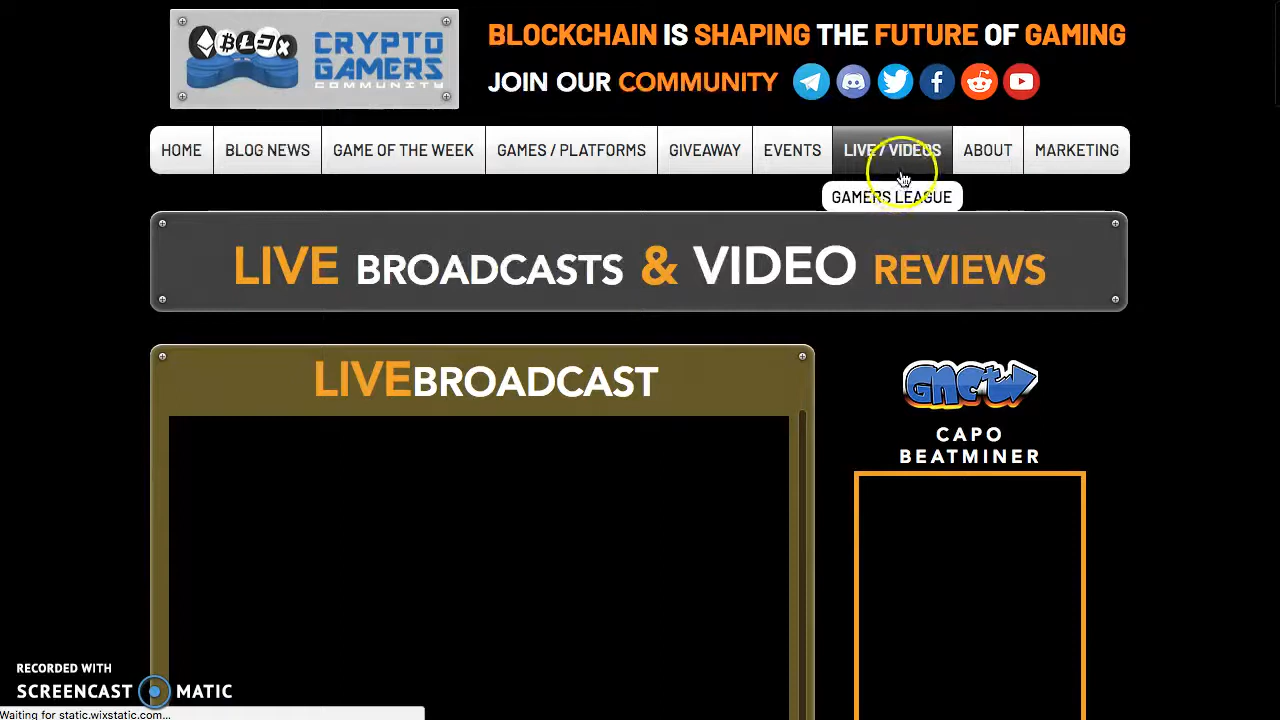 CRYPTO
GAMERS
COMMUNITY
BLOCKCHAIN IS SHAPING THE FUTURE OF GAMING
JOIN OUR COMMUNITY
HOME BLOG NEWS GAME OF THE WEEK GAMES / PLATFORMS GIVEAWAY EVENTS LIVE / VIDEOS ABOUT MARKETING
GAMERS LEAGUE
LIVE BROADCASTS & VIDEO REVIEWS
LIVEBROADCAST
GNCTV
CAPO
BEATMINER
RECORDED WITH
SCREENCAST MATIC
Waiting for static.wixstatic.com...